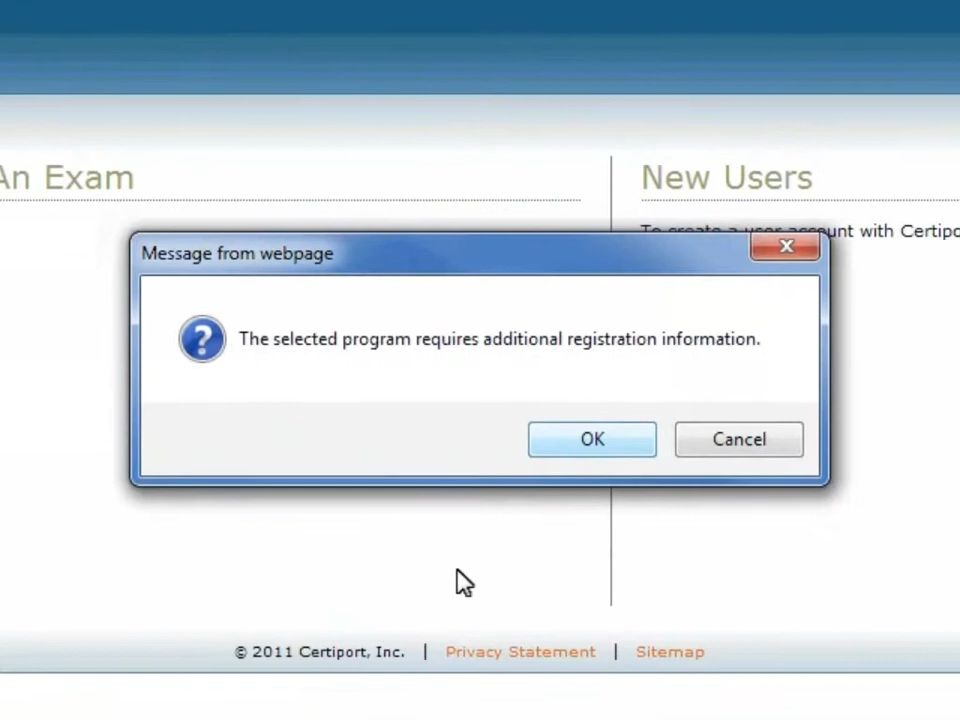 An Exam
New Users
To create a user account with Certipo
Message from webpage
The selected program requires additional registration information.
OK
Cancel
© 2011 Certiport, Inc. | Privacy Statement | Sitemap